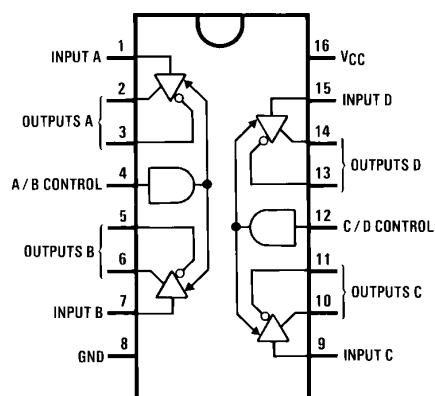 1
INPUT A
2
OUTPUTS A
3
4
A/B CONTROL
5
OUTPUTS B
6
7
INPUT B
8
GND
16
VCC
15
INPUT D
14
OUTPUTS D
13
12
C/D CONTROL
11
OUTPUTS C
10
9
INPUT C